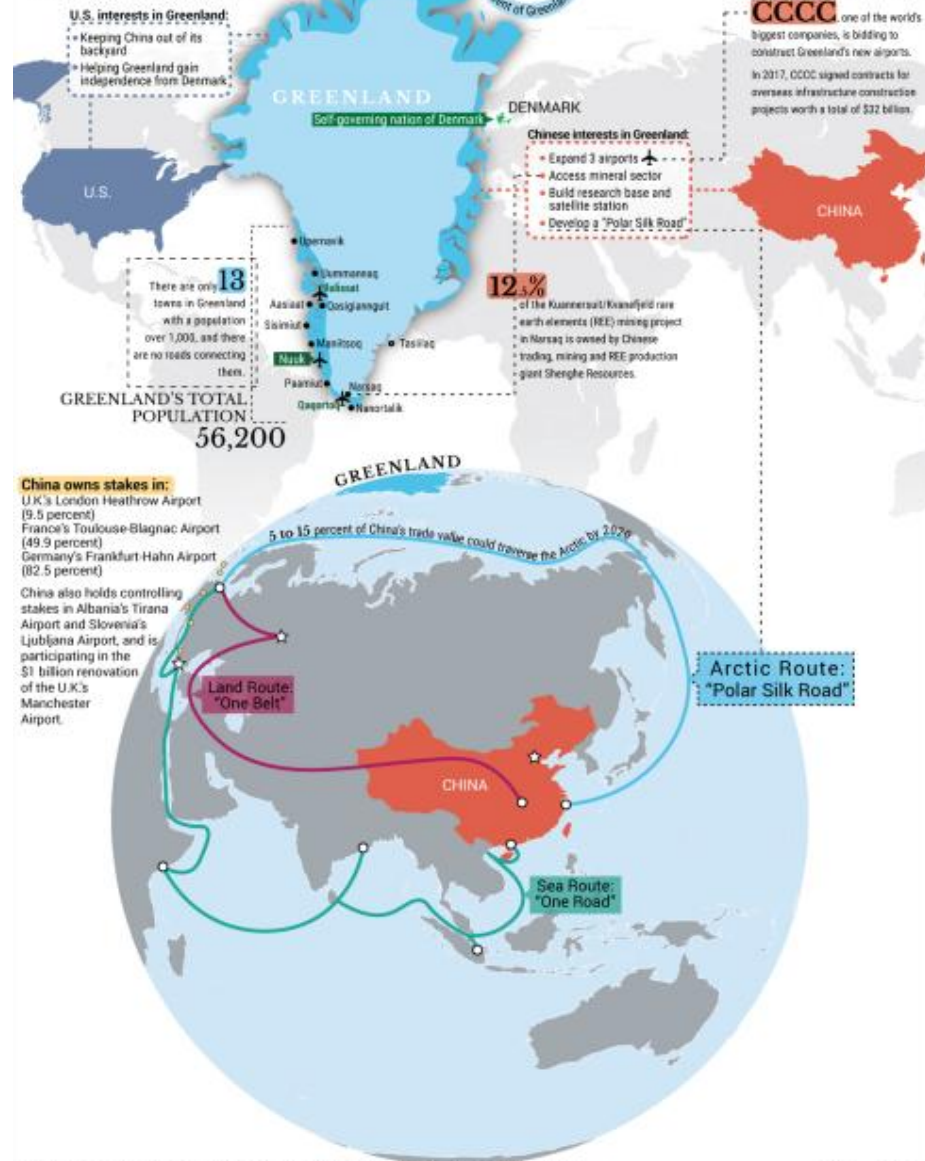 ent of Greenlan
U.S. interests in Greenland:
Keeping China out of its
backyard
Helping Greenland gain
independence from Denmark
CCCC, one of the world's
biggest companies, is bidding to
construct Greenland's new airports.
In 2017, CCCC signed contracts for
overseas infrastructure construction
projects worth a total of $32 billion.
GREENLAND
Self-governing nation of Denmark
DENMARK
Chinese interests in Greenland:
Expand 3 airports
Access mineral sector
Build research base and
satellite station
Develop a "Polar Silk Road"
U.S.
CHINA
Upernavik
Uummannaq
Ilulissat
Aasiaat
Qasigiannguit
Sisimiut
Maniitsoq
Tasiilaq
Nuuk
Paamiut
Narsaq
Qaqortoq
Nanortalik
There are only 13
towns in Greenland
with a population
over 1,000, and there
are no roads connecting
them.
12.5%
of the Kuannersuit/Kvanefjeld rare
earth elements (REE) mining project
in Narsaq is owned by Chinese
trading, mining and REE production
giant Shenghe Resources.
GREENLAND'S TOTAL
POPULATION
56,200
China owns stakes in:
U.K.'s London Heathrow Airport
(9.5 percent)
France's Toulouse-Blagnac Airport
(49.9 percent)
Germany's Frankfurt-Hahn Airport
(82.5 percent)
China also holds controlling
stakes in Albania's Tirana
Airport and Slovenia's
Ljubljana Airport, and is
participating in the
$1 billion renovation
of the U.K.'s
Manchester
Airport.
GREENLAND
5 to 15 percent of China's trade value could traverse the Arctic by 2020
Arctic Route:
"Polar Silk Road"
Land Route:
"One Belt"
CHINA
Sea Route:
"One Road"